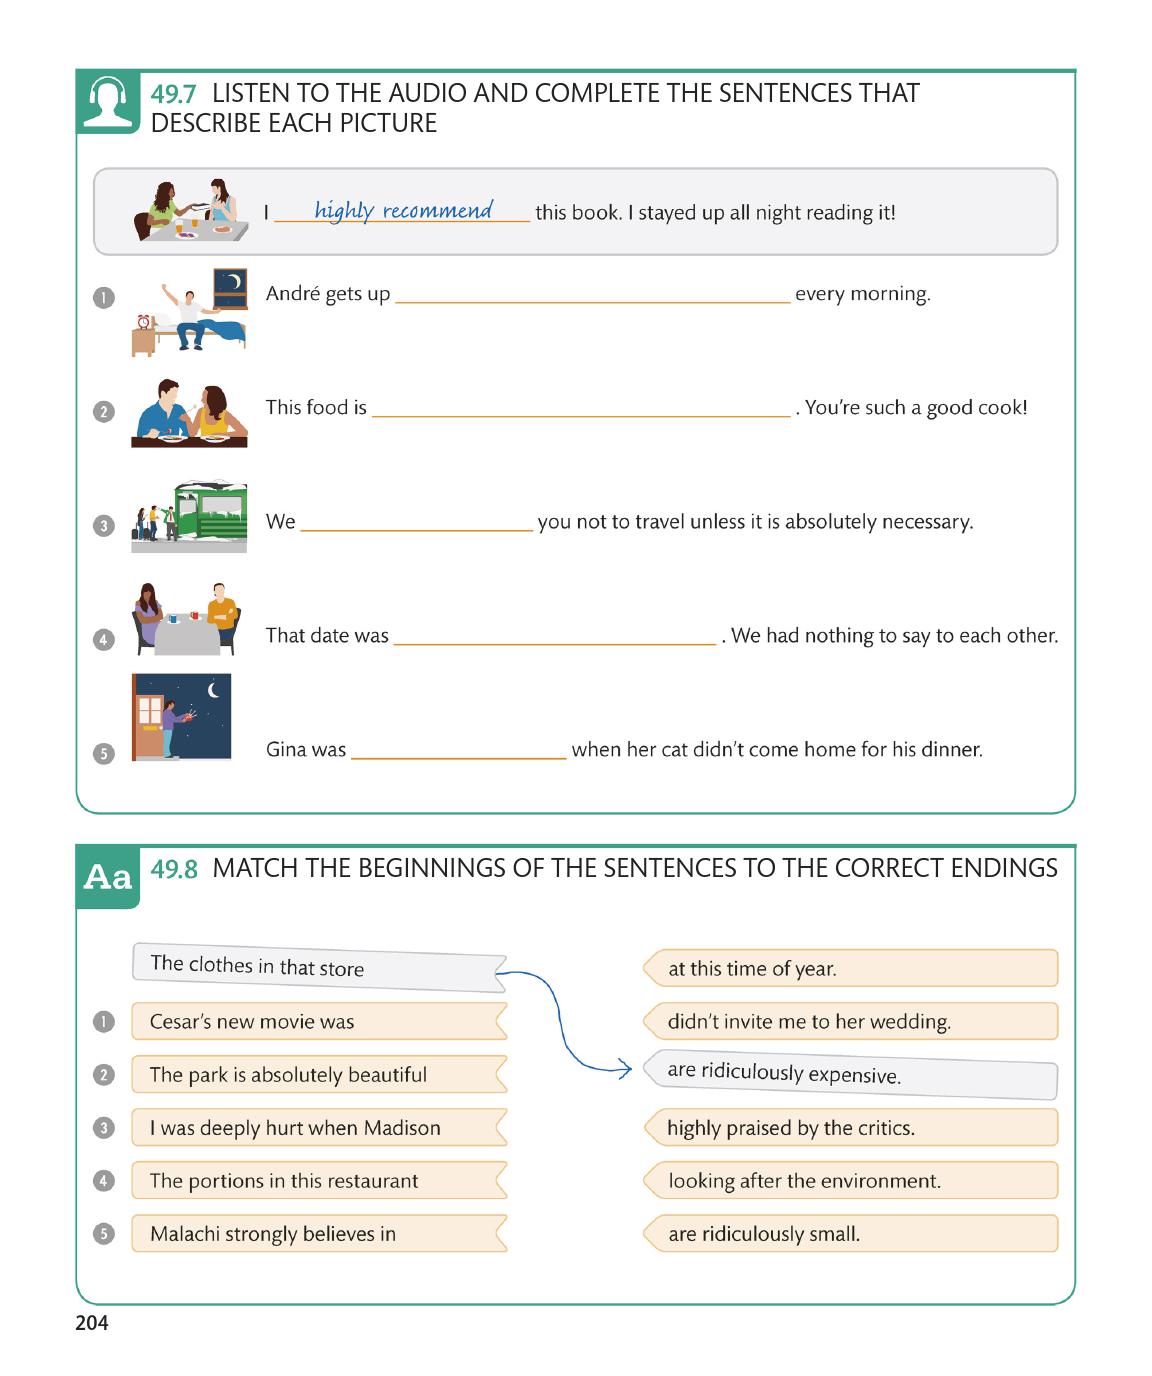 49.7 LISTEN TO THE AUDIO AND COMPLETE THE SENTENCES THAT
DESCRIBE EACH PICTURE
I highly recommend this book. I stayed up all night reading it!
1 André gets up every morning.
2 This food is . You're such a good cook!
3 We you not to travel unless it is absolutely necessary.
4 That date was . We had nothing to say to each other.
5 Gina was when her cat didn't come home for his dinner.
Aa 49.8 MATCH THE BEGINNINGS OF THE SENTENCES TO THE CORRECT ENDINGS
The clothes in that store
at this time of year.
1 Cesar's new movie was
didn't invite me to her wedding.
2 The park is absolutely beautiful
are ridiculously expensive.
3 I was deeply hurt when Madison
highly praised by the critics.
4 The portions in this restaurant
looking after the environment.
5 Malachi strongly believes in
are ridiculously small.
204